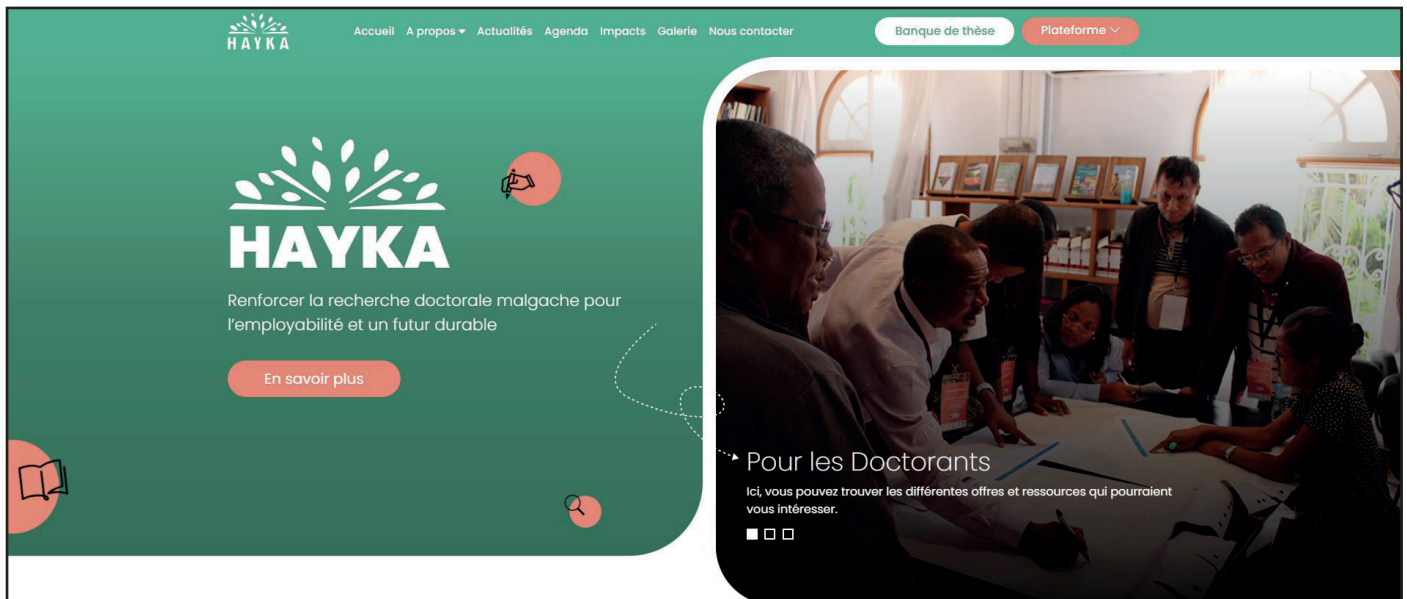 HAYKA
Accueil A propos Actualités Agenda Impacts Galerie Nous contacter
Banque de thèse
Plateforme
HAYKA
Renforcer la recherche doctorale malgache pour
l'employabilité et un futur durable
En savoir plus
Pour les Doctorants
Ici, vous pouvez trouver les différentes offres et ressources qui pourraient
vous intéresser.